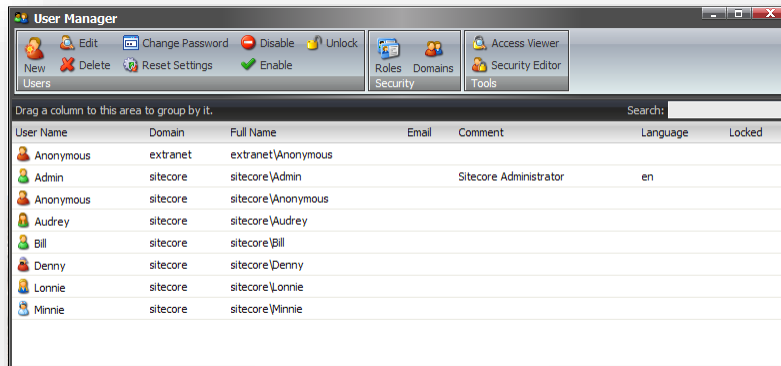 User Manager
Edit Change Password Disable Unlock
New Delete Reset Settings Enable
Users
Roles Domains
Security
Access Viewer
Security Editor
Tools
Drag a column to this area to group by it. Search:
User Name Domain Full Name Email Comment Language Locked
Anonymous extranet extranet\Anonymous
Admin sitecore sitecore\Admin Sitecore Administrator en
Anonymous sitecore sitecore\Anonymous
Audrey sitecore sitecore\Audrey
Bill sitecore sitecore\Bill
Denny sitecore sitecore\Denny
Lonnie sitecore sitecore\Lonnie
Minnie sitecore sitecore\Minnie